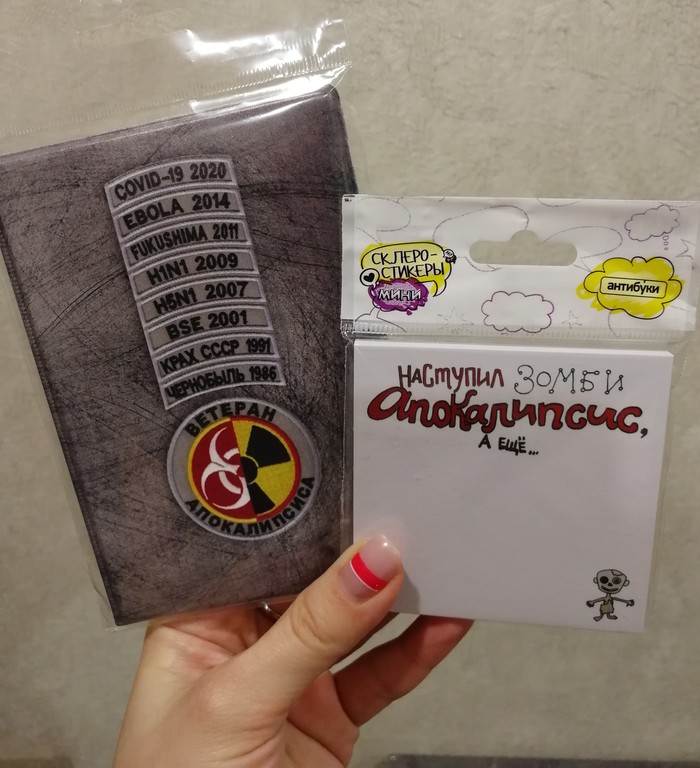 COVID-19 2020
EBOLA 2014
FUKUSHIMA 2011
H1N1 2009
H5N1 2007
BSE 2001
КРАХ СССР 1991
ЧЕРНОБЫЛЬ 1986
ВЕТЕРАН
АПОКАЛИПСИСА
СКЛЕРО-
СТИКЕРЫ
МИНИ
антибуки
НАСТУПИЛ ЗОМБИ
АПОКАЛИПСИС,
А ЕЩЁ...